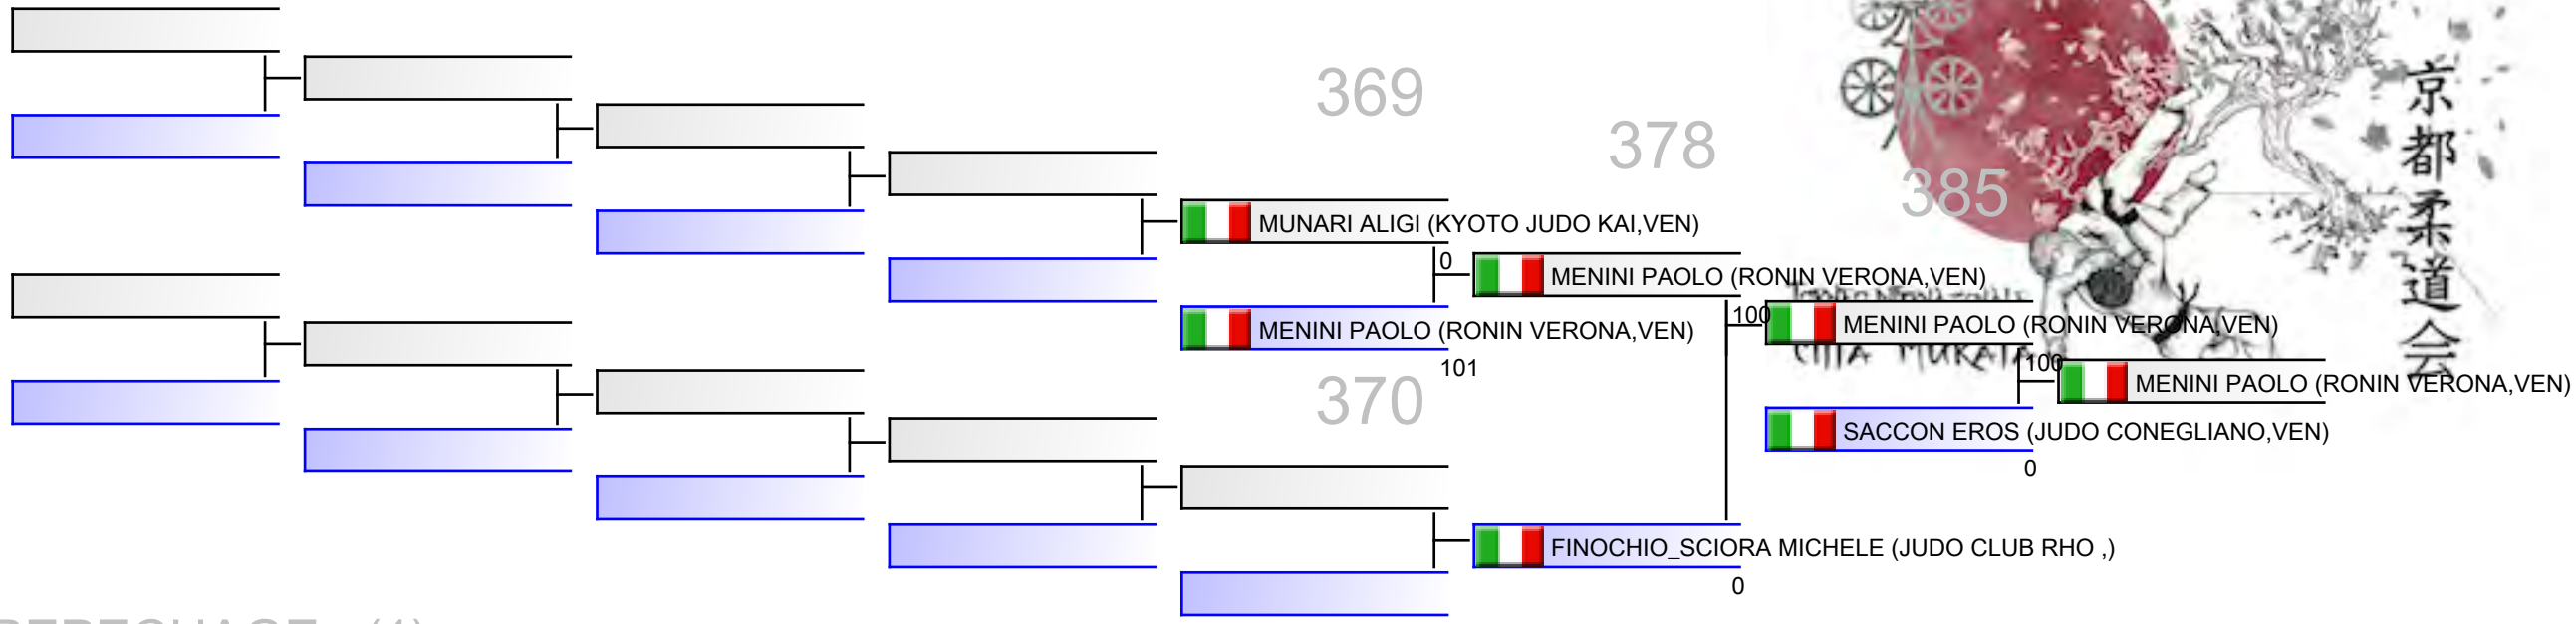 369
378
385
MUNARI ALIGI (KYOTO JUDO KAI,VEN)
0
MENINI PAOLO (RONIN VERONA,VEN)
100
MENINI PAOLO (RONIN VERONA,VEN)
101
MENINI PAOLO (RONIN VERONA,VEN)
100
MENINI PAOLO (RONIN VERONA,VEN)
370
SACCON EROS (JUDO CONEGLIANO,VEN)
0
FINOCHIO_SCIORA MICHELE (JUDO CLUB RHO ,)
0
京都柔道会
CITTA MURATA